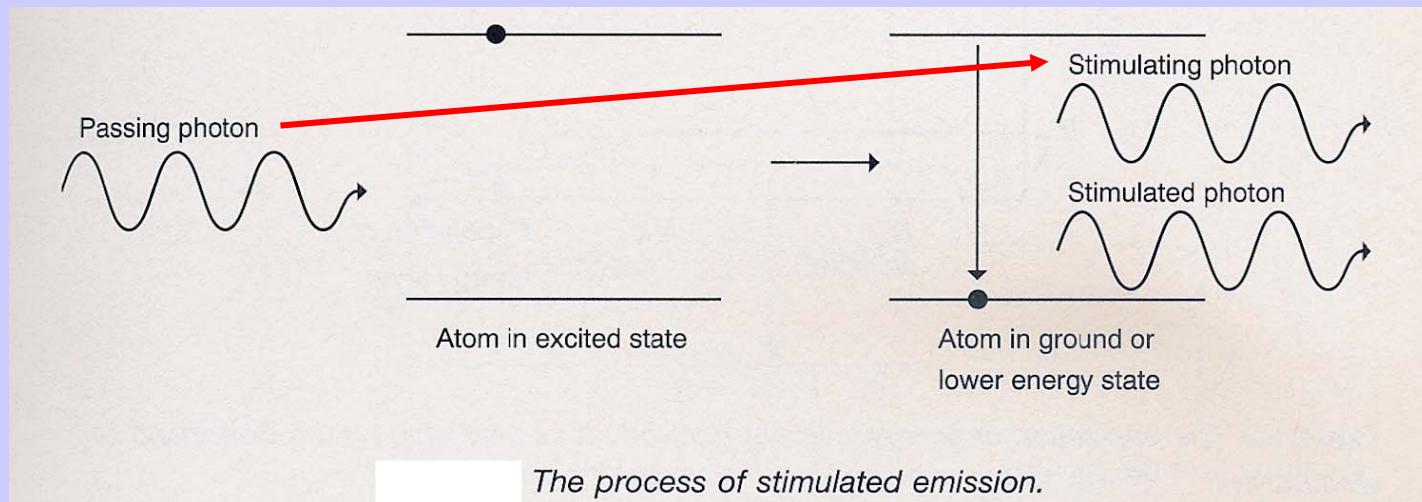 Stimulating photon
Passing photon
Stimulated photon
Atom in excited state
Atom in ground or
lower energy state
The process of stimulated emission.